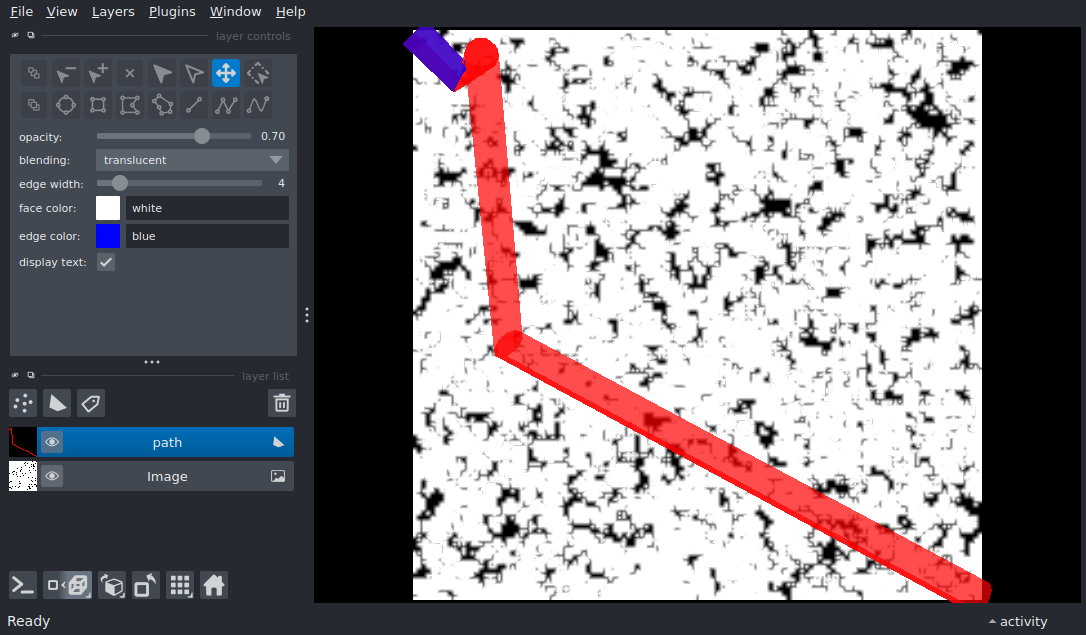 File View Layers Plugins Window Help
layer controls
opacity: 0.70
blending: translucent
edge width: 4
face color: white
edge color: blue
display text:
layer list
path
Image
Ready
activity